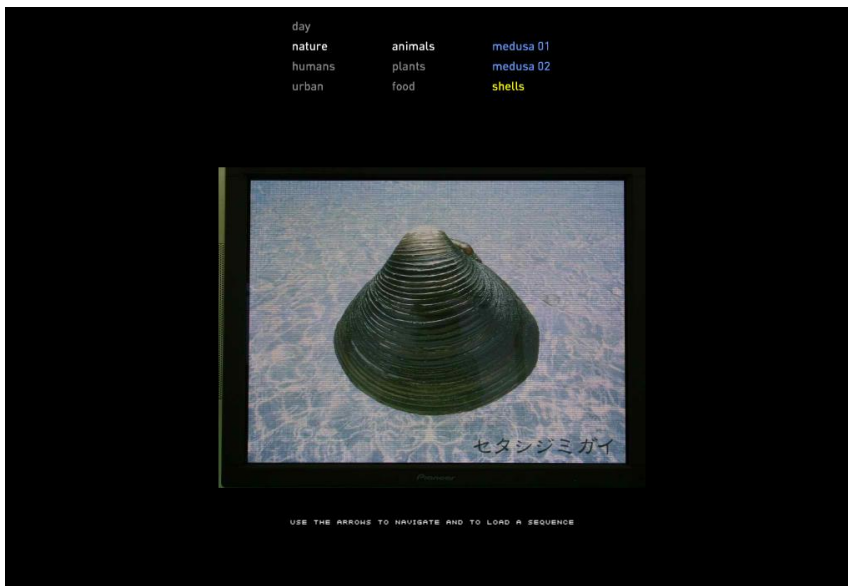 day
nature animals medusa 01
humans plants medusa 02
urban food shells
セタシジミガイ
Pioneer
USE THE ARROWS TO NAVIGATE AND TO LOAD A SEQUENCE